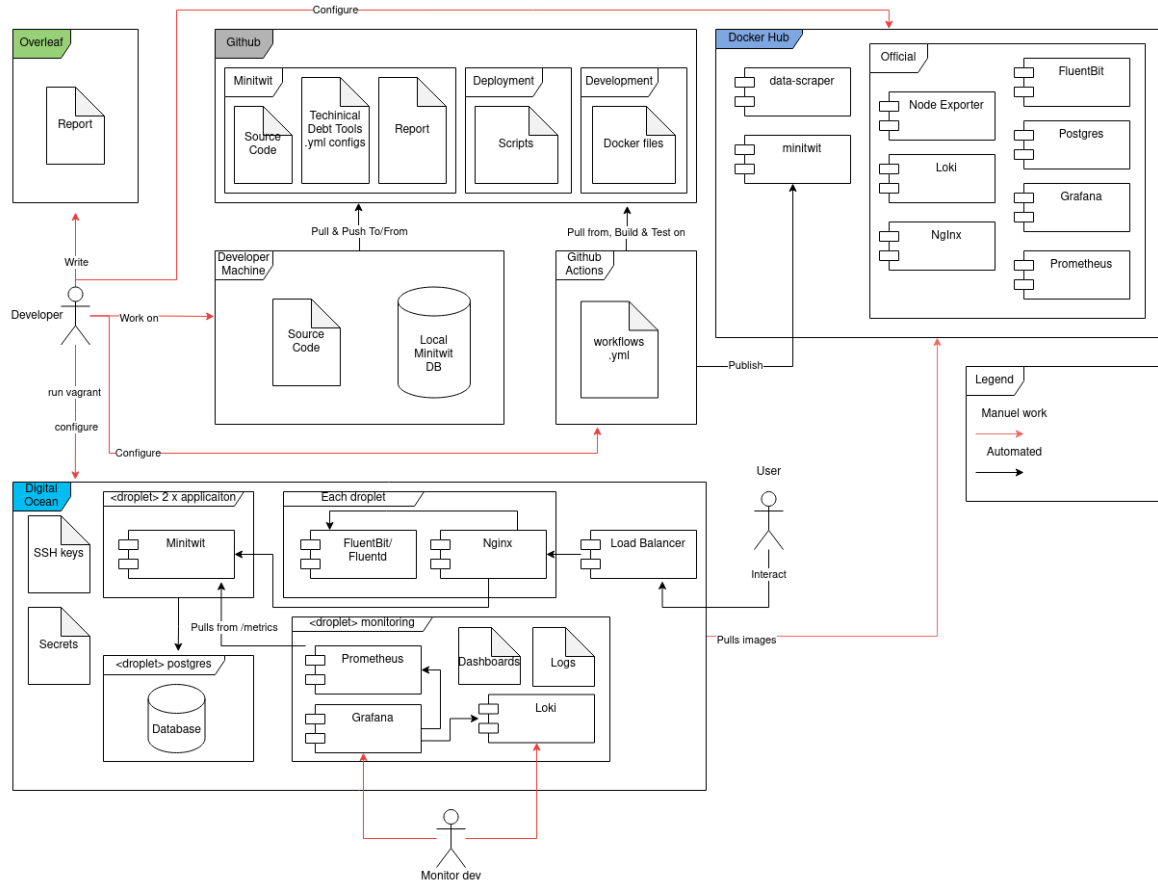 Configure
Overleaf
Report
Github
Minitwit
Source
Code
Techinical
Debt Tools
.yml configs
Report
Deployment
Scripts
Development
Docker files
Docker Hub
data-scraper
minitwit
Official
Node Exporter
Loki
NgInx
FluentBit
Postgres
Grafana
Prometheus
Pull & Push To/From
Pull from, Build & Test on
Write
Developer
Work on
Developer
Machine
Source
Code
Local
Minitwit
DB
Github
Actions
workflows
.yml
Publish
Legend
Manuel work
Automated
run vagrant
configure
Configure
Digital
Ocean
SSH keys
Secrets
<droplet> 2 x applicaiton
Minitwit
Each droplet
FluentBit/
Fluentd
Nginx
Load Balancer
User
Interact
Pulls from /metrics
<droplet> postgres
Database
<droplet> monitoring
Prometheus
Grafana
Dashboards
Logs
Loki
Pulls images
Monitor dev